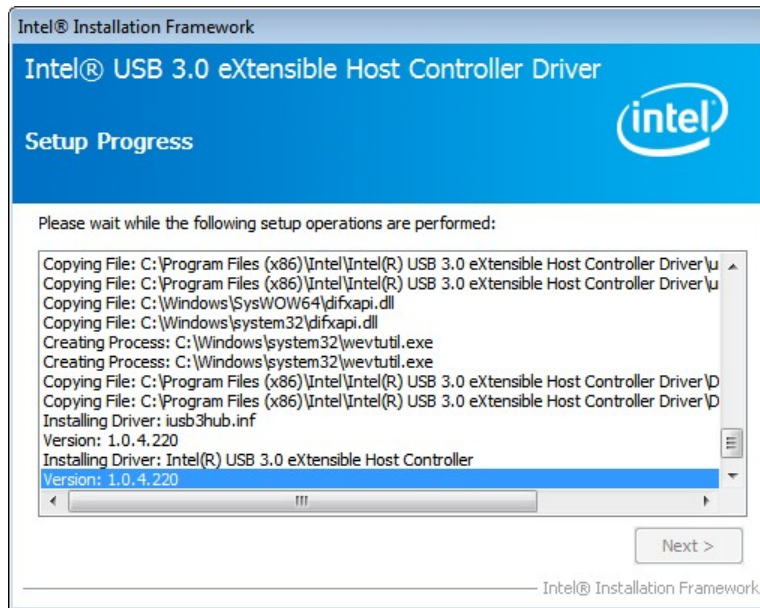 Intel® Installation Framework
Intel® USB 3.0 eXtensible Host Controller Driver
intel
Setup Progress
Please wait while the following setup operations are performed:
Copying File: C:\Program Files (x86)\Intel\Intel(R) USB 3.0 eXtensible Host Controller Driver\u
Copying File: C:\Program Files (x86)\Intel\Intel(R) USB 3.0 eXtensible Host Controller Driver\u
Copying File: C:\Windows\SysWOW64\difxapi.dll
Copying File: C:\Windows\system32\difxapi.dll
Creating Process: C:\Windows\system32\wevtutil.exe
Creating Process: C:\Windows\system32\wevtutil.exe
Copying File: C:\Program Files (x86)\Intel\Intel(R) USB 3.0 eXtensible Host Controller Driver\D
Copying File: C:\Program Files (x86)\Intel\Intel(R) USB 3.0 eXtensible Host Controller Driver\D
Installing Driver: iusb3hub.inf
Version: 1.0.4.220
Installing Driver: Intel(R) USB 3.0 eXtensible Host Controller
Version: 1.0.4.220
Next >
Intel® Installation Framework